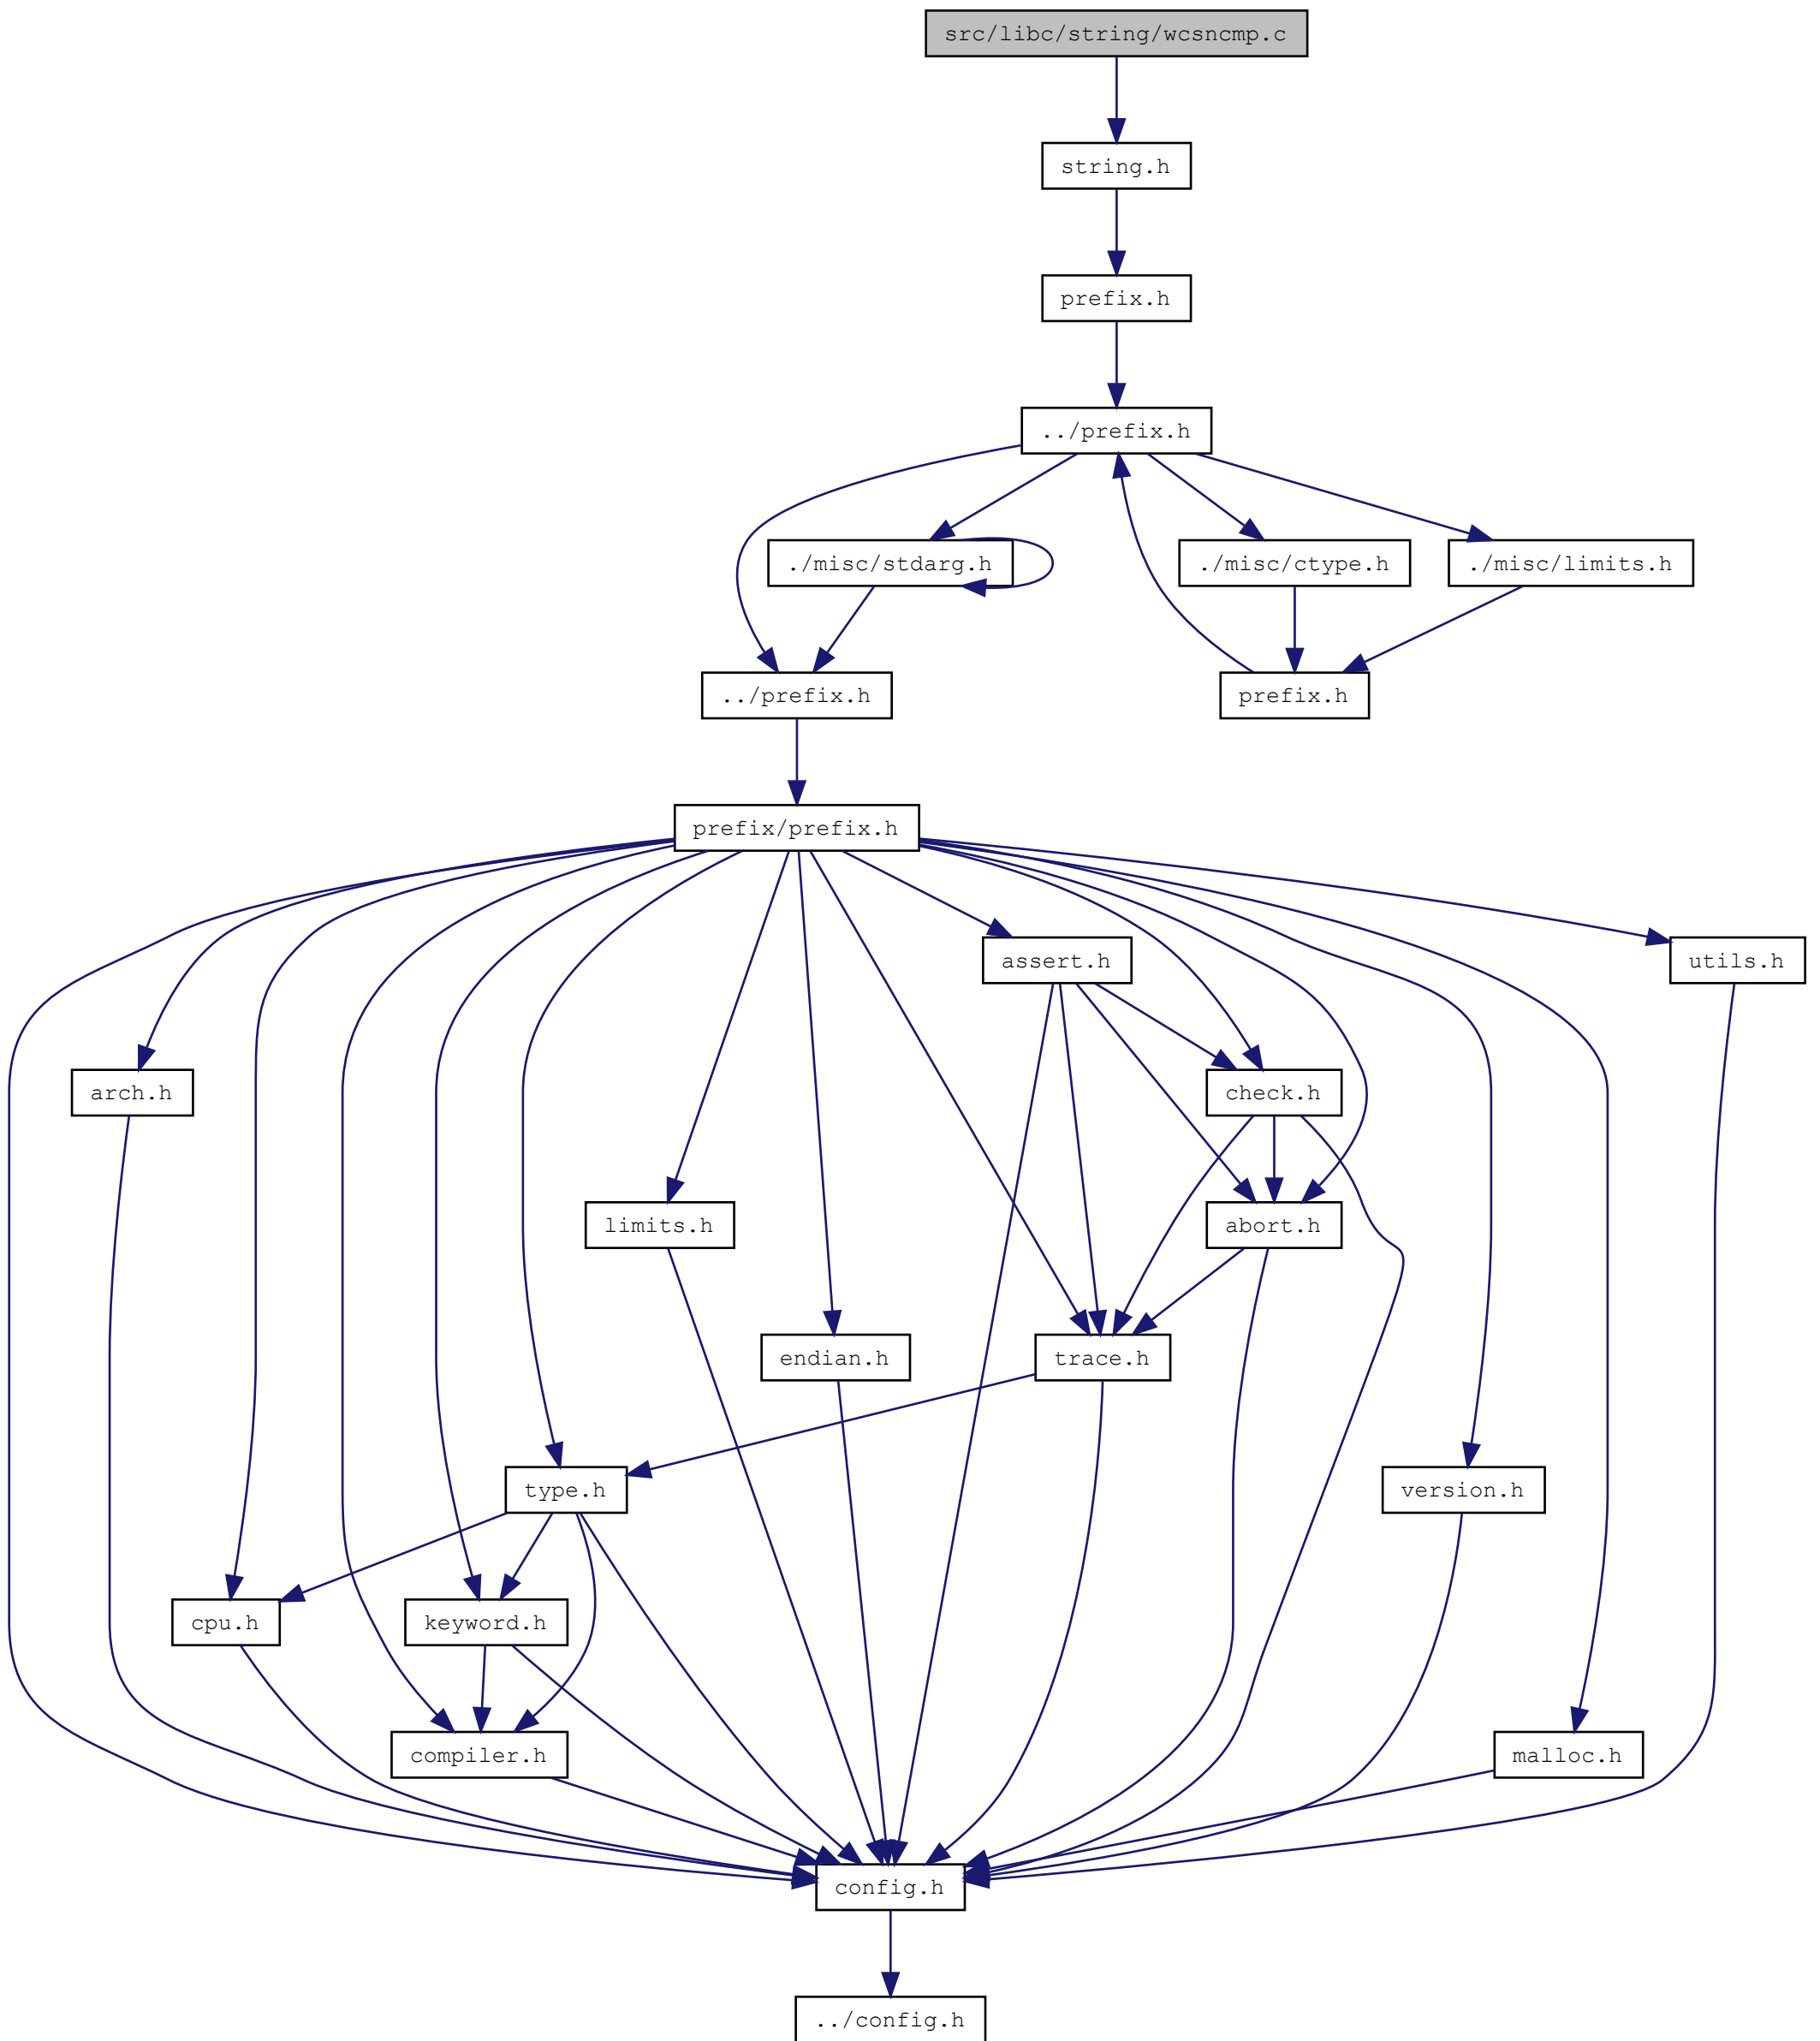 src/libc/string/wcsncmp.c
string.h
prefix.h
../prefix.h
./misc/stdarg.h
./misc/ctype.h
./misc/limits.h
../prefix.h
prefix.h
prefix/prefix.h
assert.h
utils.h
arch.h
check.h
limits.h
abort.h
endian.h
trace.h
type.h
version.h
cpu.h
keyword.h
compiler.h
malloc.h
config.h
../config.h